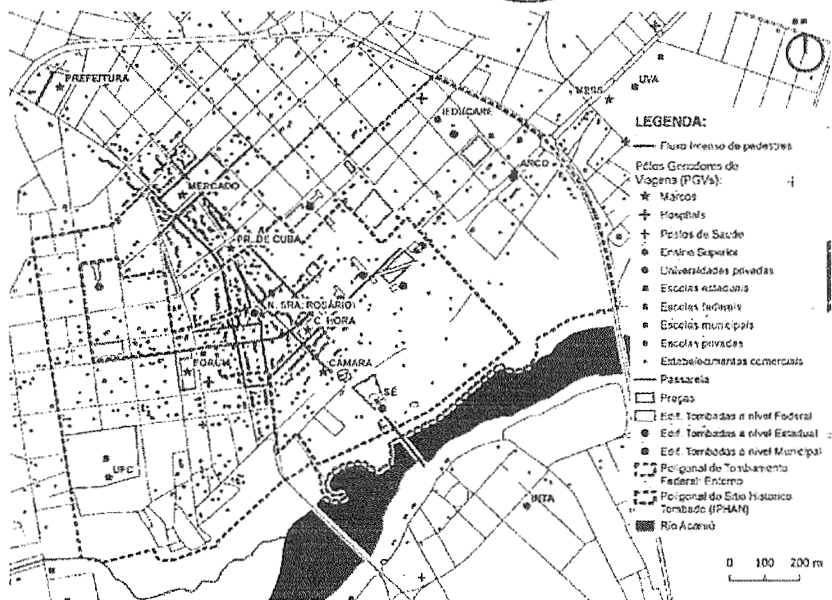 PREFEITURA
MERCADO
PR. DE CUBA
N. SRA. ROSÁRIO
C. HORA
FORUM
CÂMARA
SÉ
UFC
INTA
ARCO
UVA
LEGENDA:
Fluxo intenso de pedestres
Pólos Geradores de
Viagens (PGVs):
Marcos
Hospitais
Postos de Saúde
Ensino Superior
Universidades privadas
Escolas estaduais
Escolas federais
Escolas municipais
Escolas privadas
Estabelecimentos comerciais
Passarela
Praças
Edif. Tombadas a nível Federal
Edif. Tombadas a nível Estadual
Edif. Tombadas a nível Municipal
Poligonal de Tombamento
Federal: Entorno
Poligonal do Sítio Histórico
Tombado (IPHAN)
Rio Acaraú
0 100 200 m